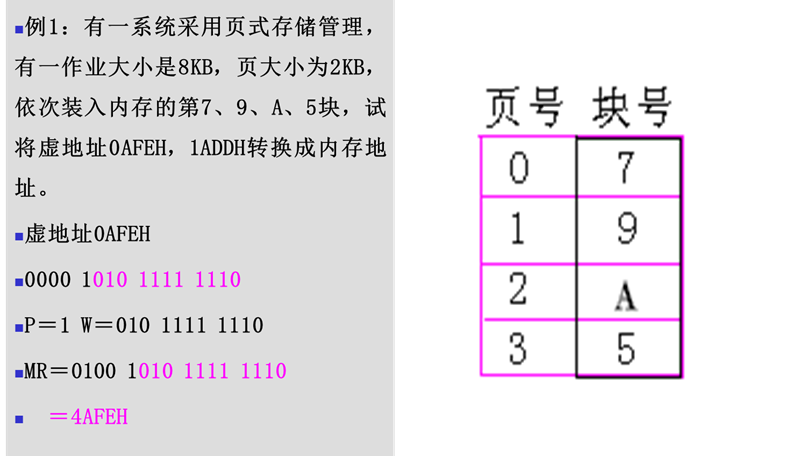 例1：有一系统采用页式存储管理，
有一作业大小是8KB，页大小为2KB，
依次装入内存的第7、9、A、5块，试
将虚地址0AFEH，1ADDH转换成内存地
址。
虚地址0AFEH
0000 1010 1111 1110
P＝1 W＝010 1111 1110
MR＝0100 1010 1111 1110
＝4AFEH
页号 块号
0 7
1 9
2 A
3 5